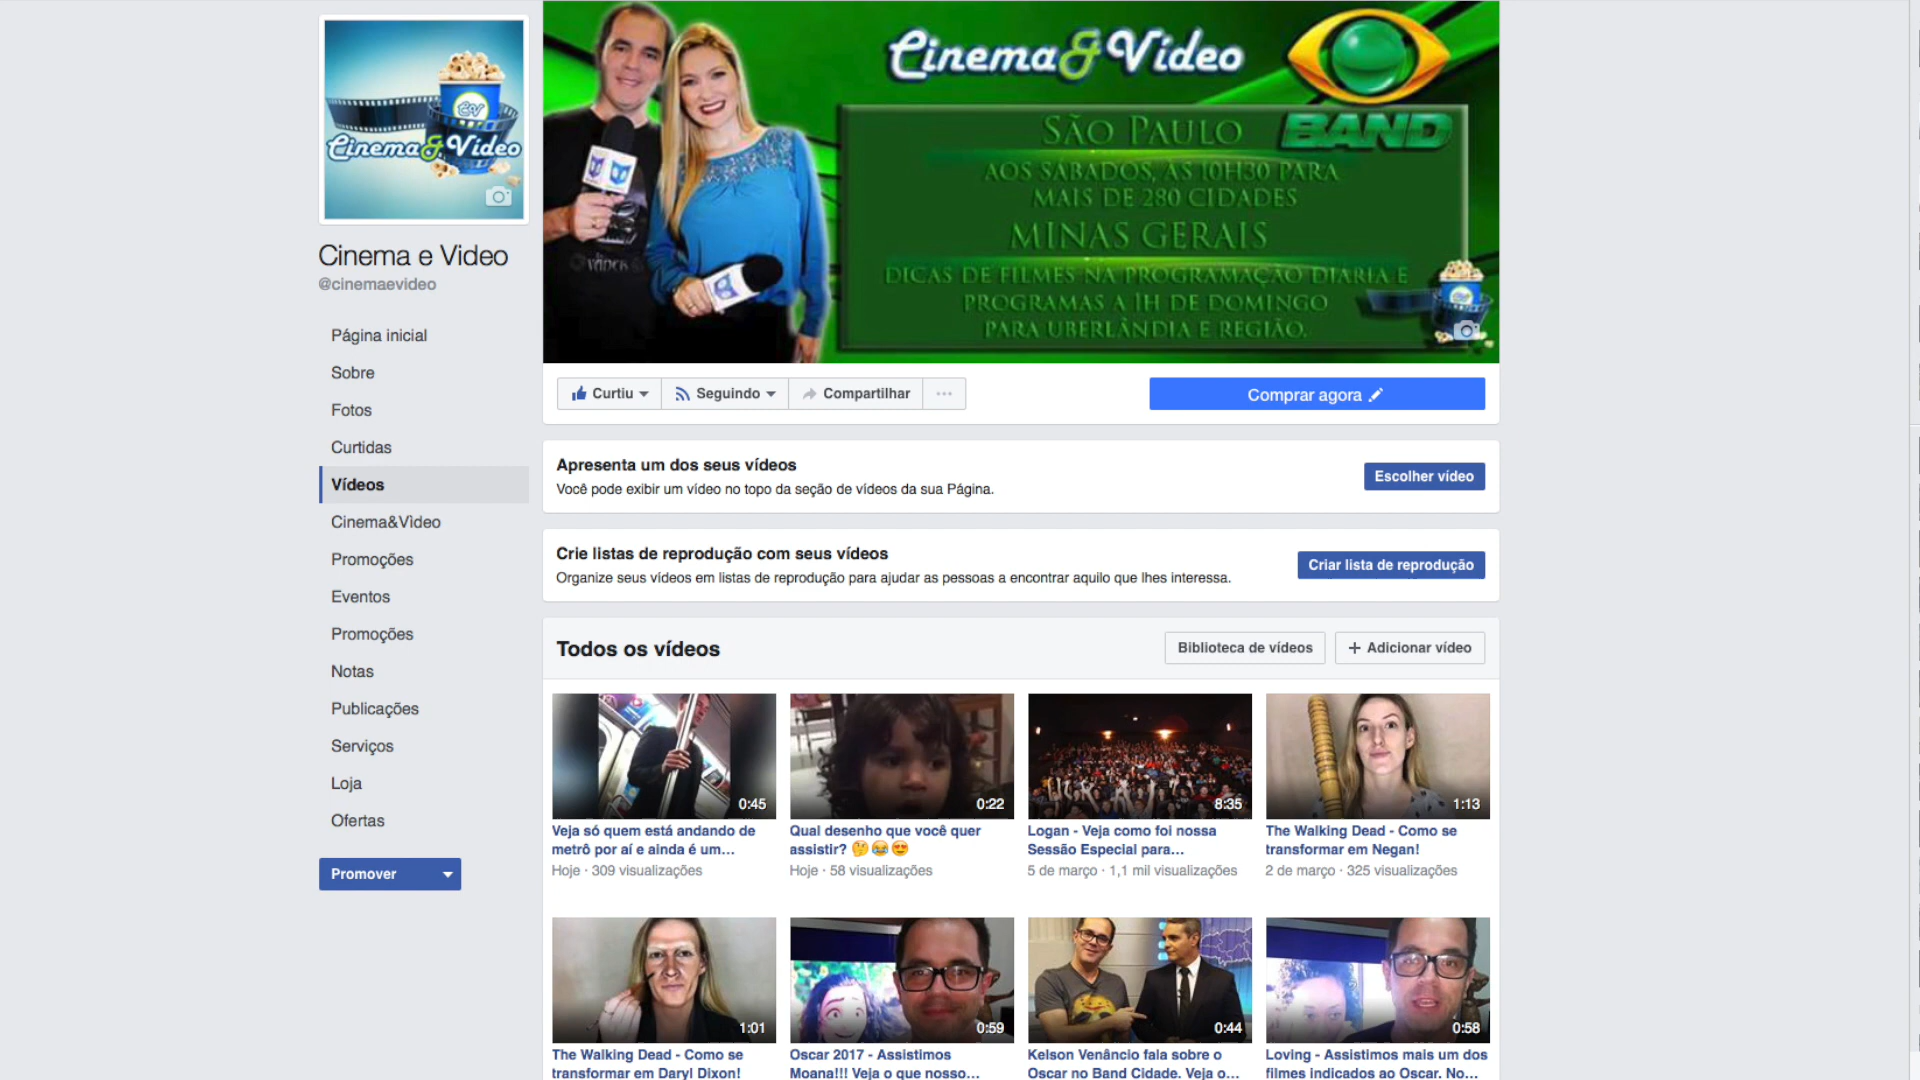 Cinema&Vídeo
Cinema e Video
@cinemaevideo
Página inicial
Sobre
Fotos
Curtidas
Vídeos
Cinema&Vìdeo
Promoções
Eventos
Promoções
Notas
Publicações
Serviços
Loja
Ofertas
Promover
Cinema&Vídeo
BAND
SÃO PAULO
AOS SÁBADOS, ÀS 10H30 PARA
MAIS DE 280 CIDADES
MINAS GERAIS
DICAS DE FILMES NA PROGRAMAÇÃO DIARIA E
PROGRAMAS A 1H DE DOMINGO
PARA UBERLÂNDIA E REGIÃO.
Curtiu
Seguindo
Compartilhar
Comprar agora
Apresenta um dos seus vídeos
Você pode exibir um vídeo no topo da seção de vídeos da sua Página.
Escolher vídeo
Crie listas de reprodução com seus vídeos
Organize seus vídeos em listas de reprodução para ajudar as pessoas a encontrar aquilo que lhes interessa.
Criar lista de reprodução
Todos os vídeos
Biblioteca de vídeos
+ Adicionar vídeo
0:45
Veja só quem está andando de
metrô por aí e ainda é um...
Hoje · 309 visualizações
0:22
Qual desenho que você quer
assistir? 🤔😂😍
Hoje · 58 visualizações
8:35
Logan - Veja como foi nossa
Sessão Especial para...
5 de março · 1,1 mil visualizações
1:13
The Walking Dead - Como se
transformar em Negan!
2 de março · 325 visualizações
1:01
The Walking Dead - Como se
transformar em Daryl Dixon!
0:59
Oscar 2017 - Assistimos
Moana!!! Veja o que nosso...
0:44
Kelson Venâncio fala sobre o
Oscar no Band Cidade. Veja o...
0:58
Loving - Assistimos mais um dos
filmes indicados ao Oscar. No...